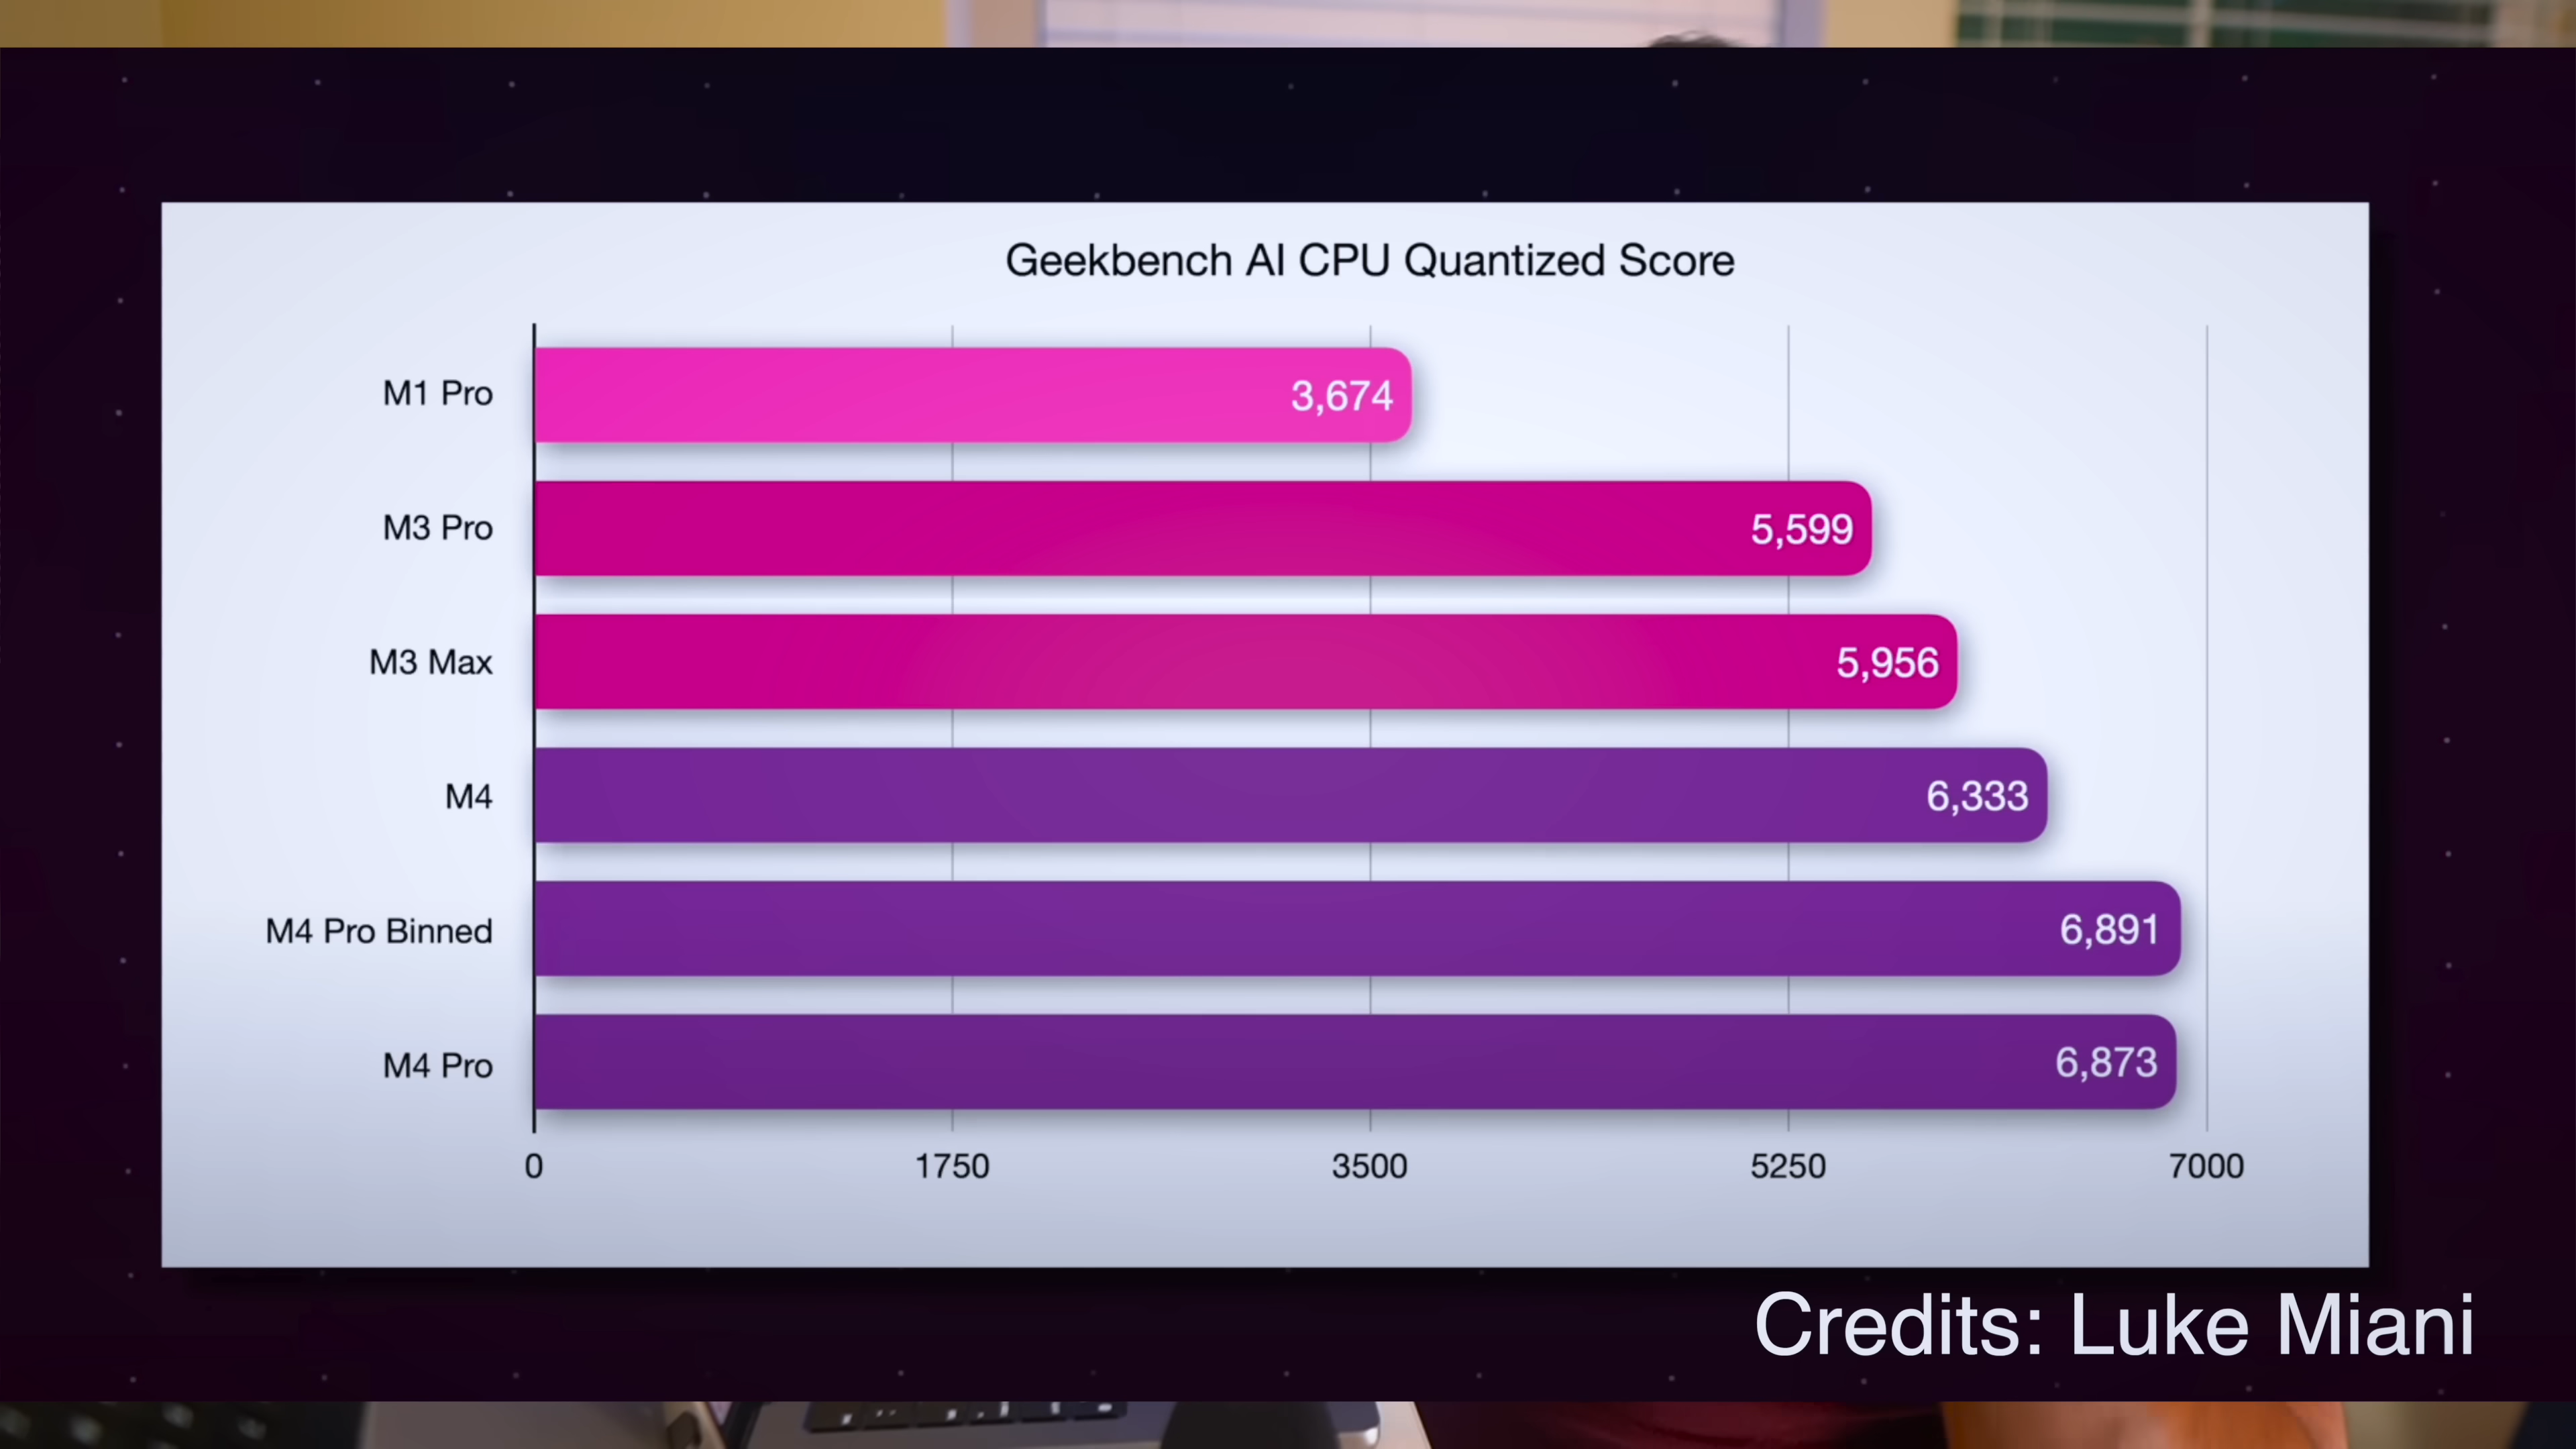 Geekbench AI CPU Quantized Score
M1 Pro
3,674
M3 Pro
5,599
M3 Max
5,956
M4
6,333
M4 Pro Binned
6,891
M4 Pro
6,873
0 1750 3500 5250 7000
Credits: Luke Miani